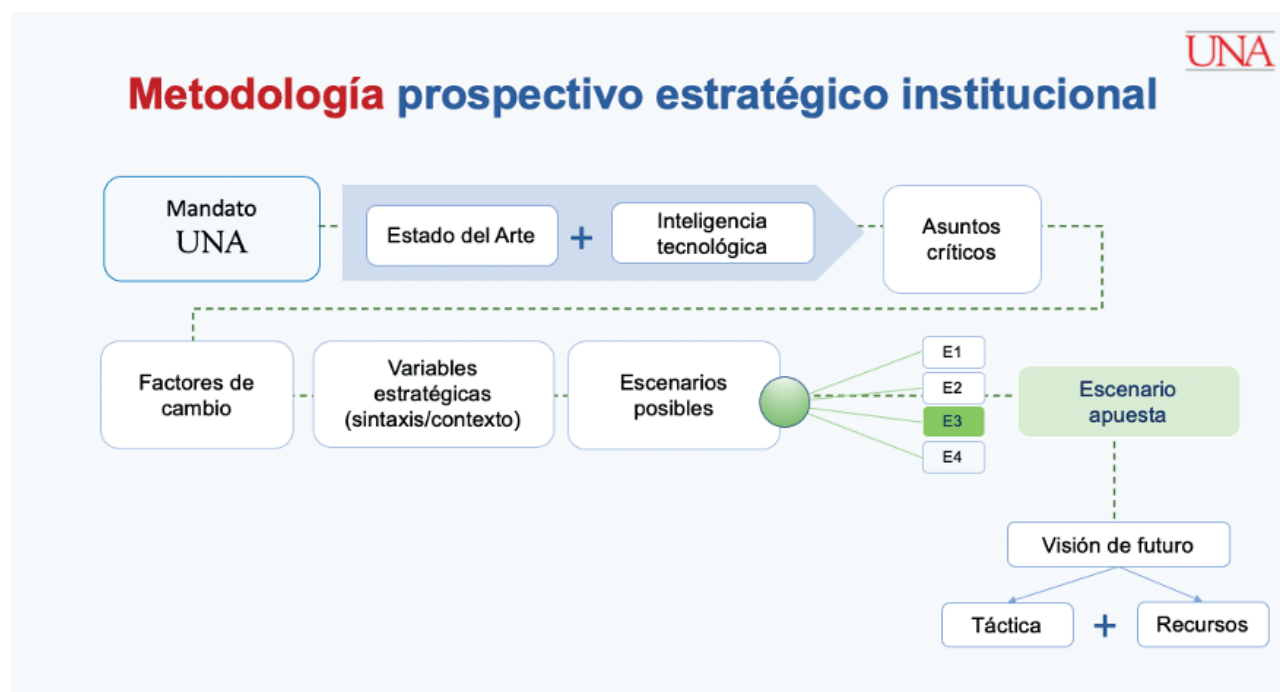 UNA
Metodología prospectivo estratégico institucional
Mandato
UNA
Estado del Arte
+
Inteligencia
tecnológica
Asuntos
críticos
Factores de
cambio
Variables
estratégicas
(sintaxis/contexto)
Escenarios
posibles
E1
E2
E3
E4
Escenario
apuesta
Visión de futuro
Táctica
+
Recursos